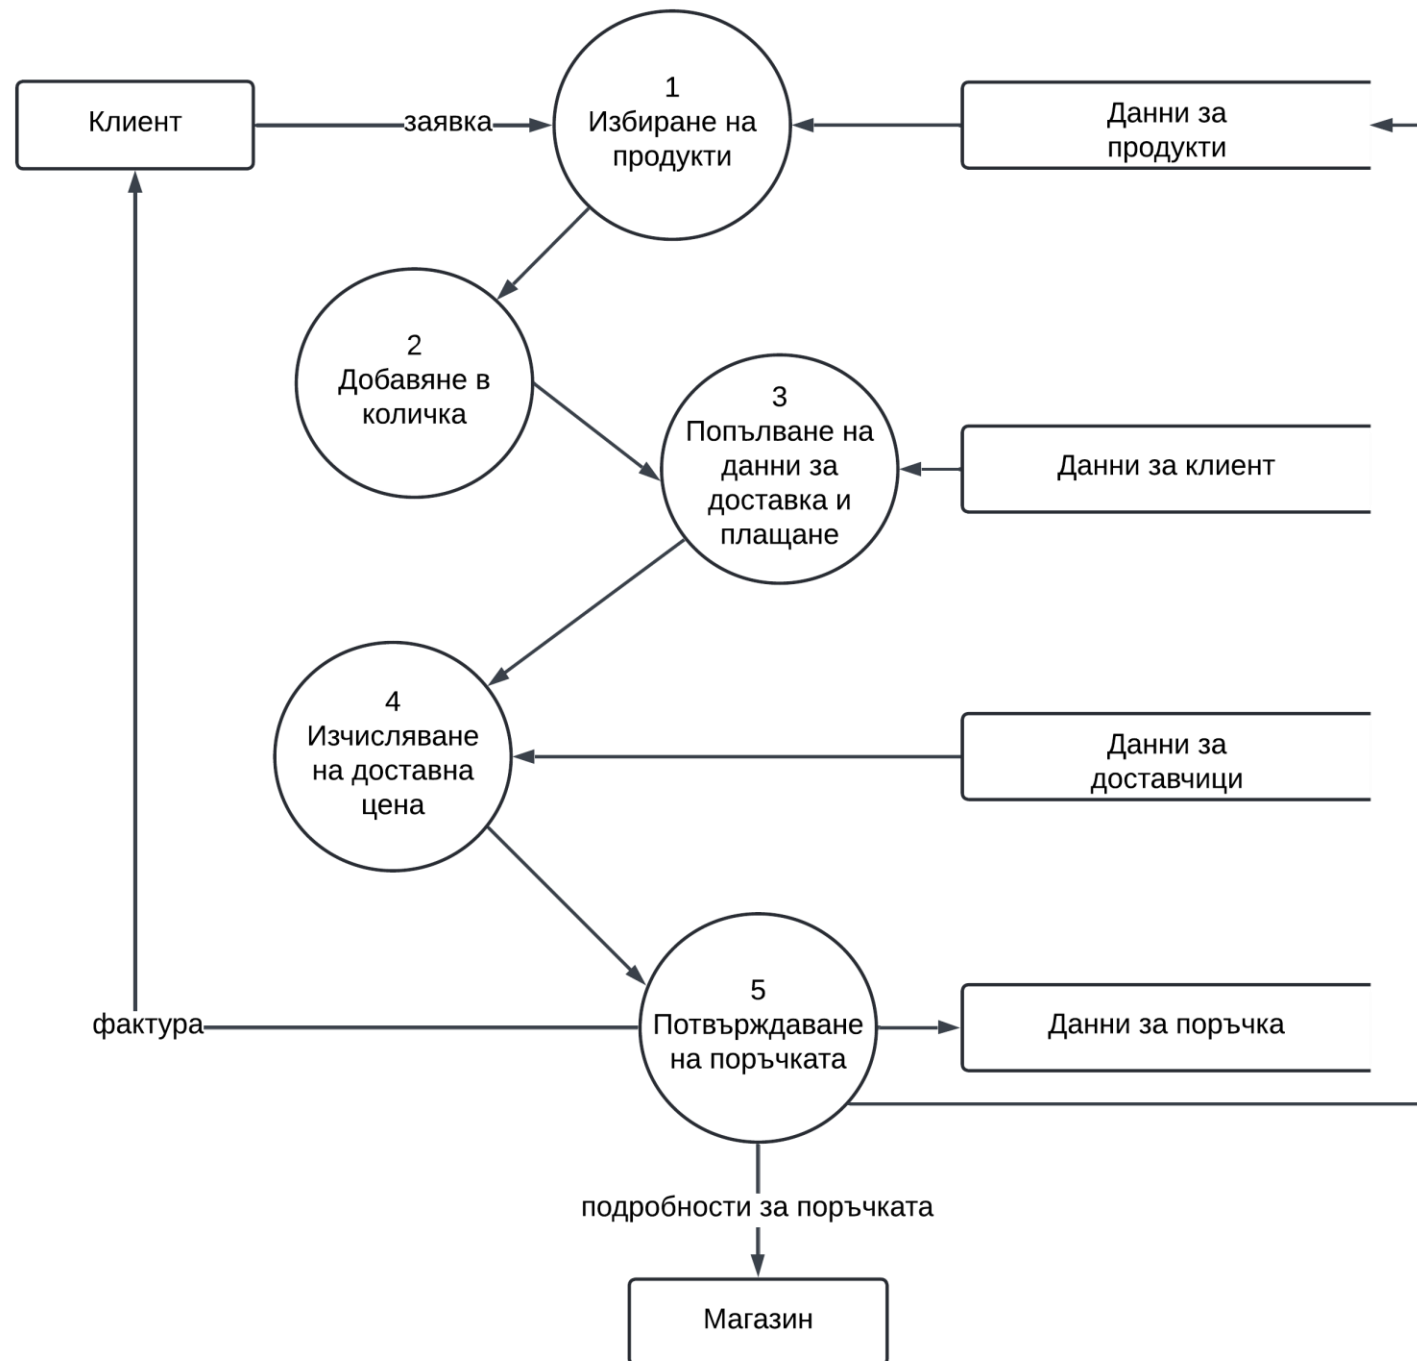 Клиент
заявка
1
Избиране на
продукти
Данни за
продукти
2
Добавяне в
количка
3
Попълване на
данни за
доставка и
плащане
Данни за клиент
4
Изчисляване
на доставна
цена
Данни за
доставчици
фактура
5
Потвърждаване
на поръчката
Данни за поръчка
подробности за поръчката
Магазин